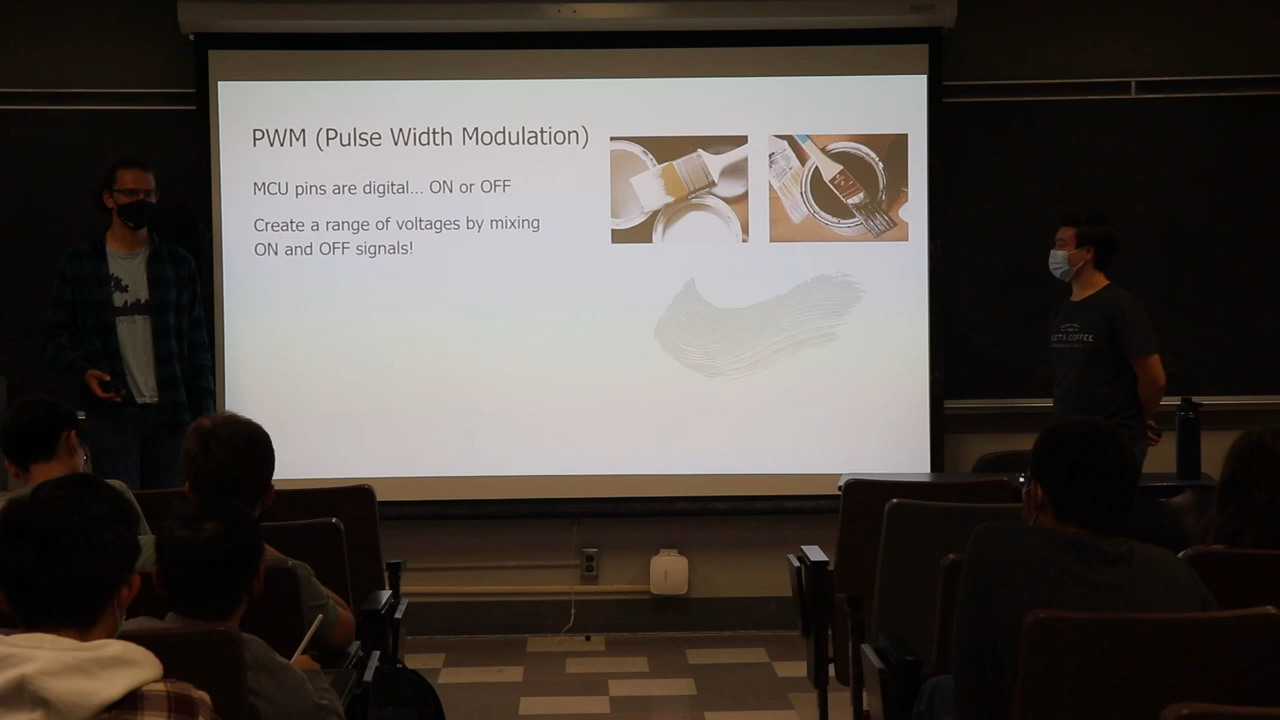 PWM (Pulse Width Modulation)
MCU pins are digital... ON or OFF
Create a range of voltages by mixing
ON and OFF signals!
COFFEE